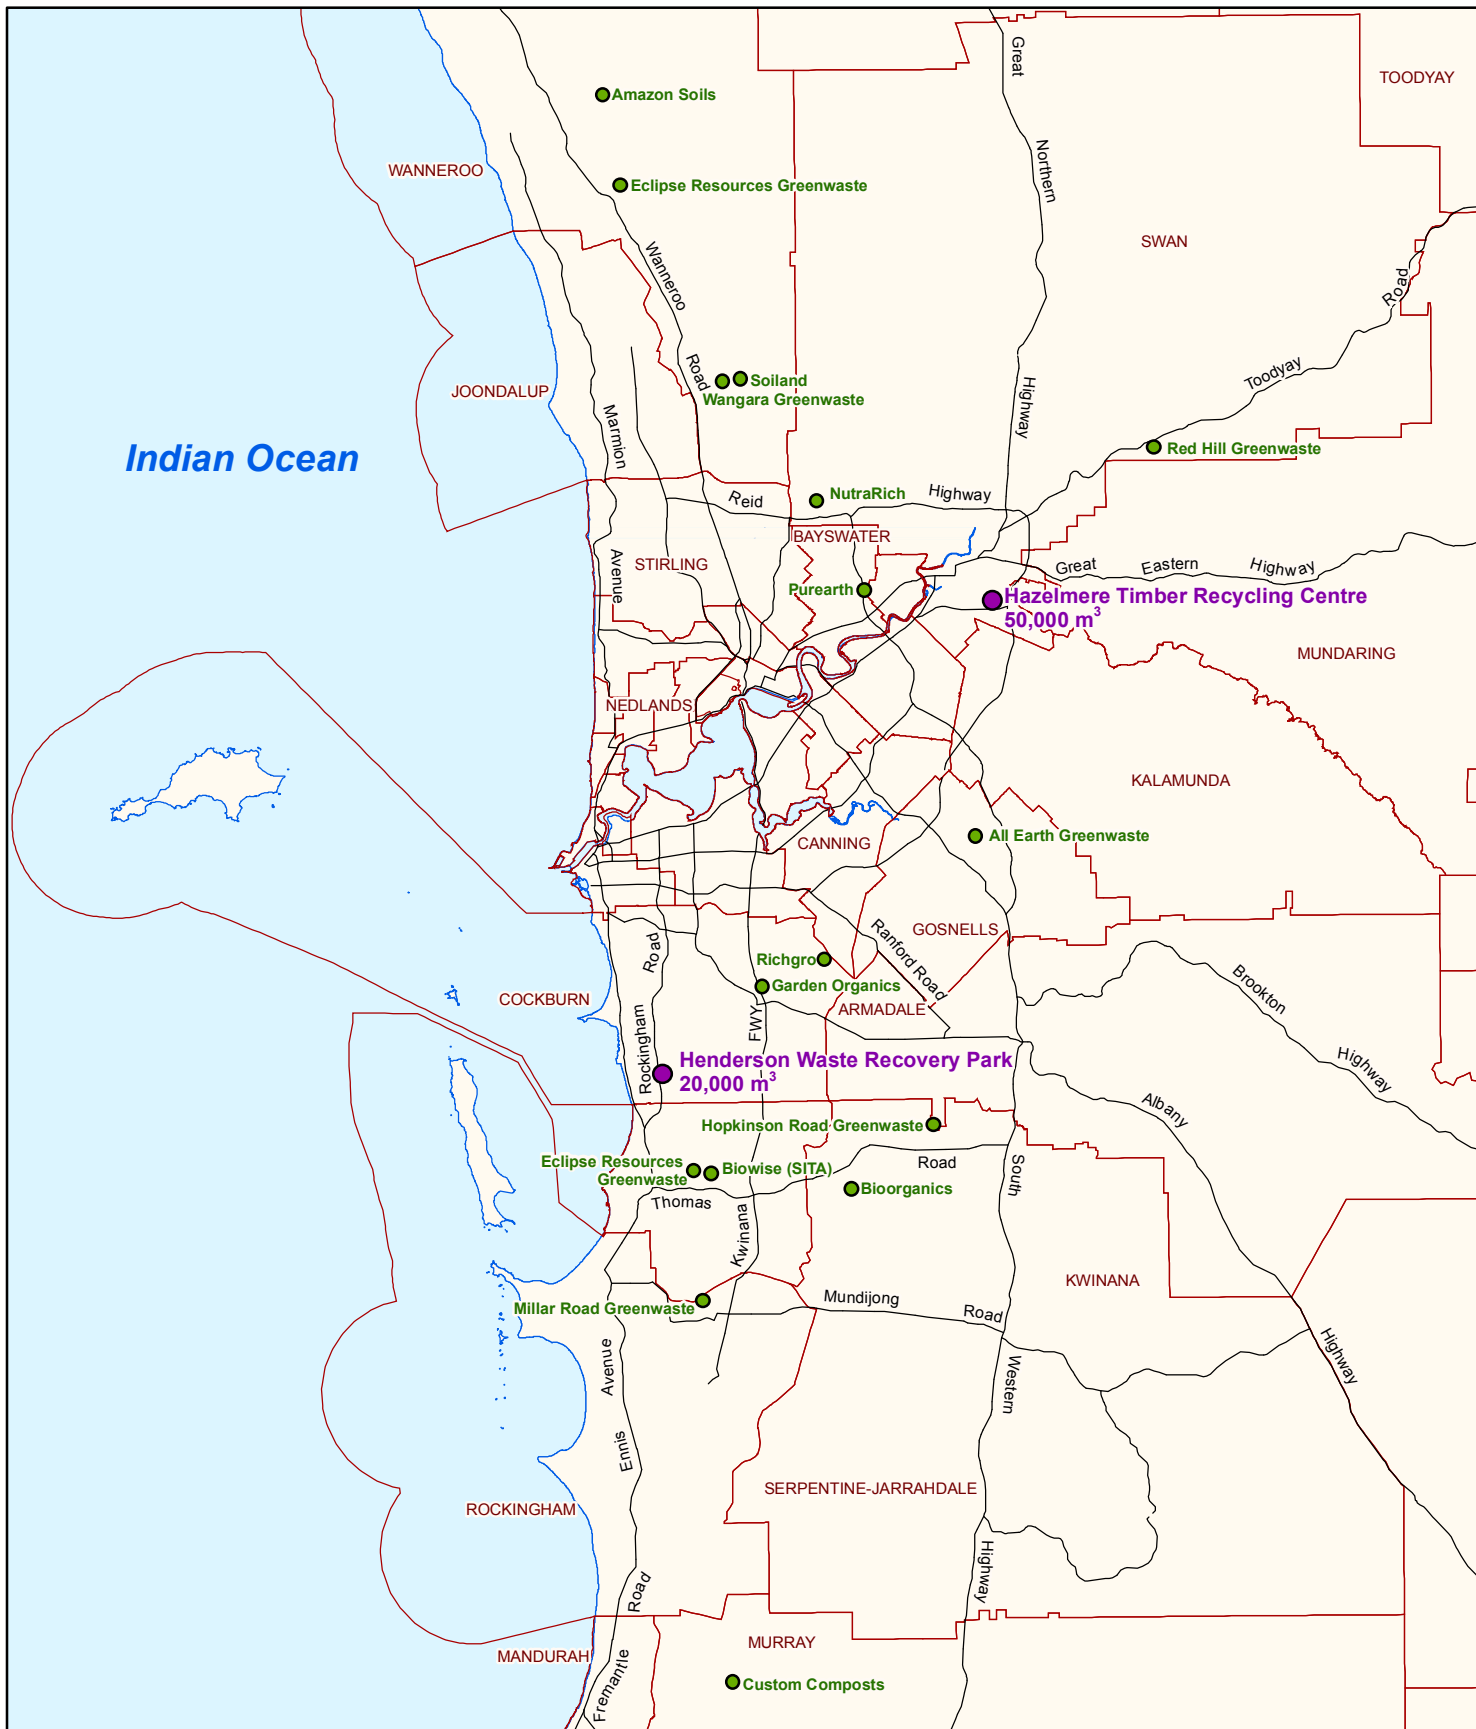 Great
TOODYAY
Amazon Soils
WANNEROO
Northern
Eclipse Resources Greenwaste
SWAN
Wanneroo
Road
Road
Toodyay
Soiland
JOONDALUP
Wangara Greenwaste
Highway
Marmion
Indian Ocean
Red Hill Greenwaste
NutraRich
Highway
Reid
BAYSWATER
STIRLING
Avenue
Great
Eastern
Highway
Purearth
Hazelmere Timber Recycling Centre
50,000 m³
MUNDARING
NEDLANDS
KALAMUNDA
CANNING
All Earth Greenwaste
GOSNELLS
Ranford Road
Road
Richgro
Garden Organics
Brookton
COCKBURN
ARMADALE
FWY
Rockingham
Henderson Waste Recovery Park
20,000 m³
Highway
Albany
Hopkinson Road Greenwaste
Eclipse Resources
Greenwaste
Biowise (SITA)
Road
South
Bioorganics
Thomas
Kwinana
KWINANA
Millar Road Greenwaste
Mundijong
Road
Highway
Avenue
Western
Ennis
SERPENTINE-JARRAHDALE
ROCKINGHAM
Highway
Road
MURRAY
MANDURAH
Fremantle
Custom Composts